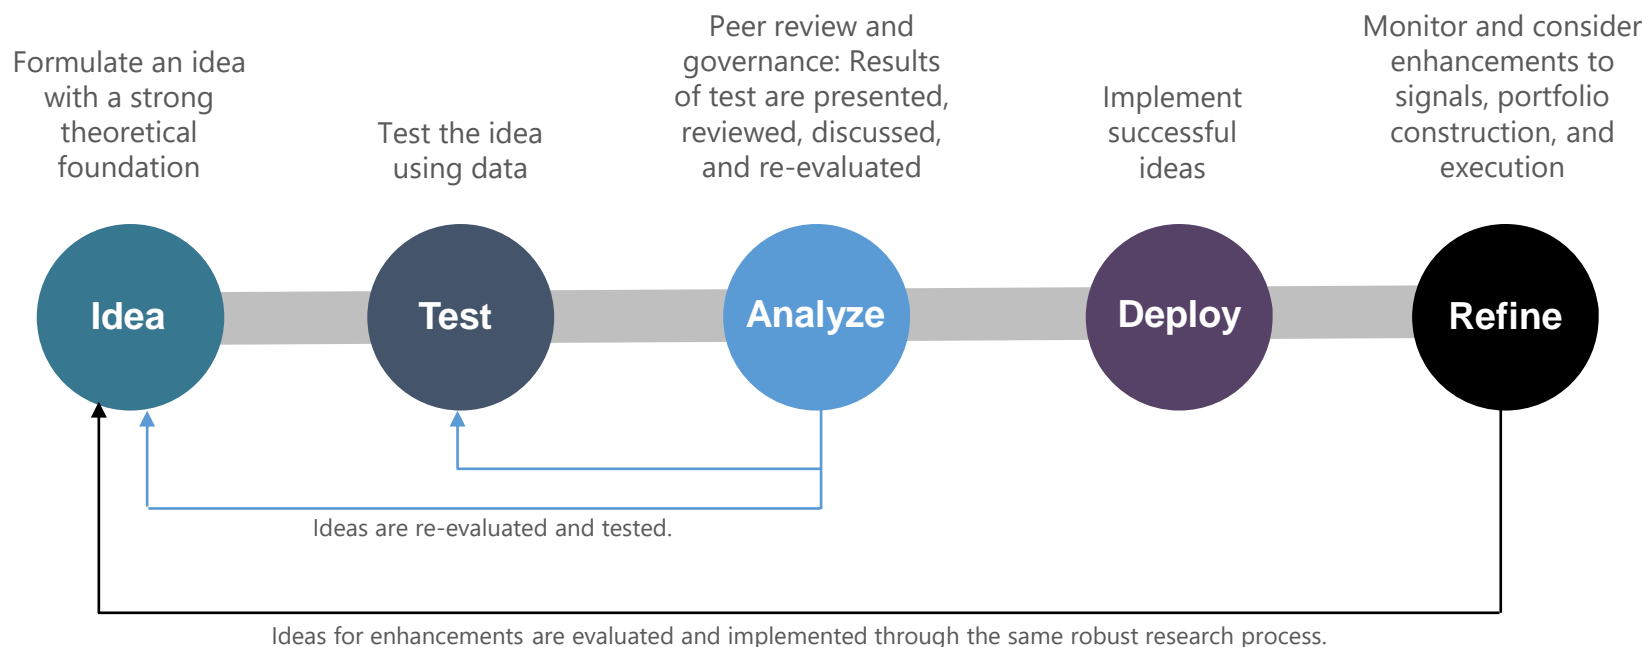 Formulate an idea
with a strong
theoretical
foundation
Test the idea
using data
Peer review and
governance: Results
of test are presented,
reviewed, discussed,
and re-evaluated
Implement
successful
ideas
Monitor and consider
enhancements to
signals, portfolio
construction, and
execution
Idea
Test
Analyze
Deploy
Refine
Ideas are re-evaluated and tested.
Ideas for enhancements are evaluated and implemented through the same robust research process.